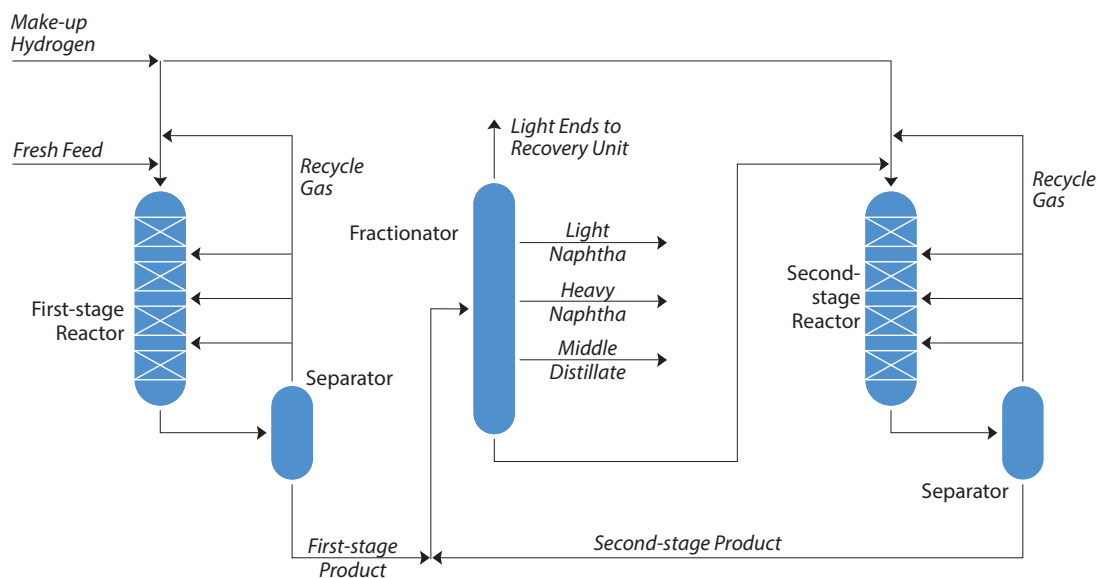 Make-up
Hydrogen
Fresh Feed
Recycle
Gas
First-stage
Reactor
Separator
First-stage
Product
Light Ends to
Recovery Unit
Fractionator
Light
Naphtha
Heavy
Naphtha
Middle
Distillate
Second-
stage
Reactor
Recycle
Gas
Separator
Second-stage Product